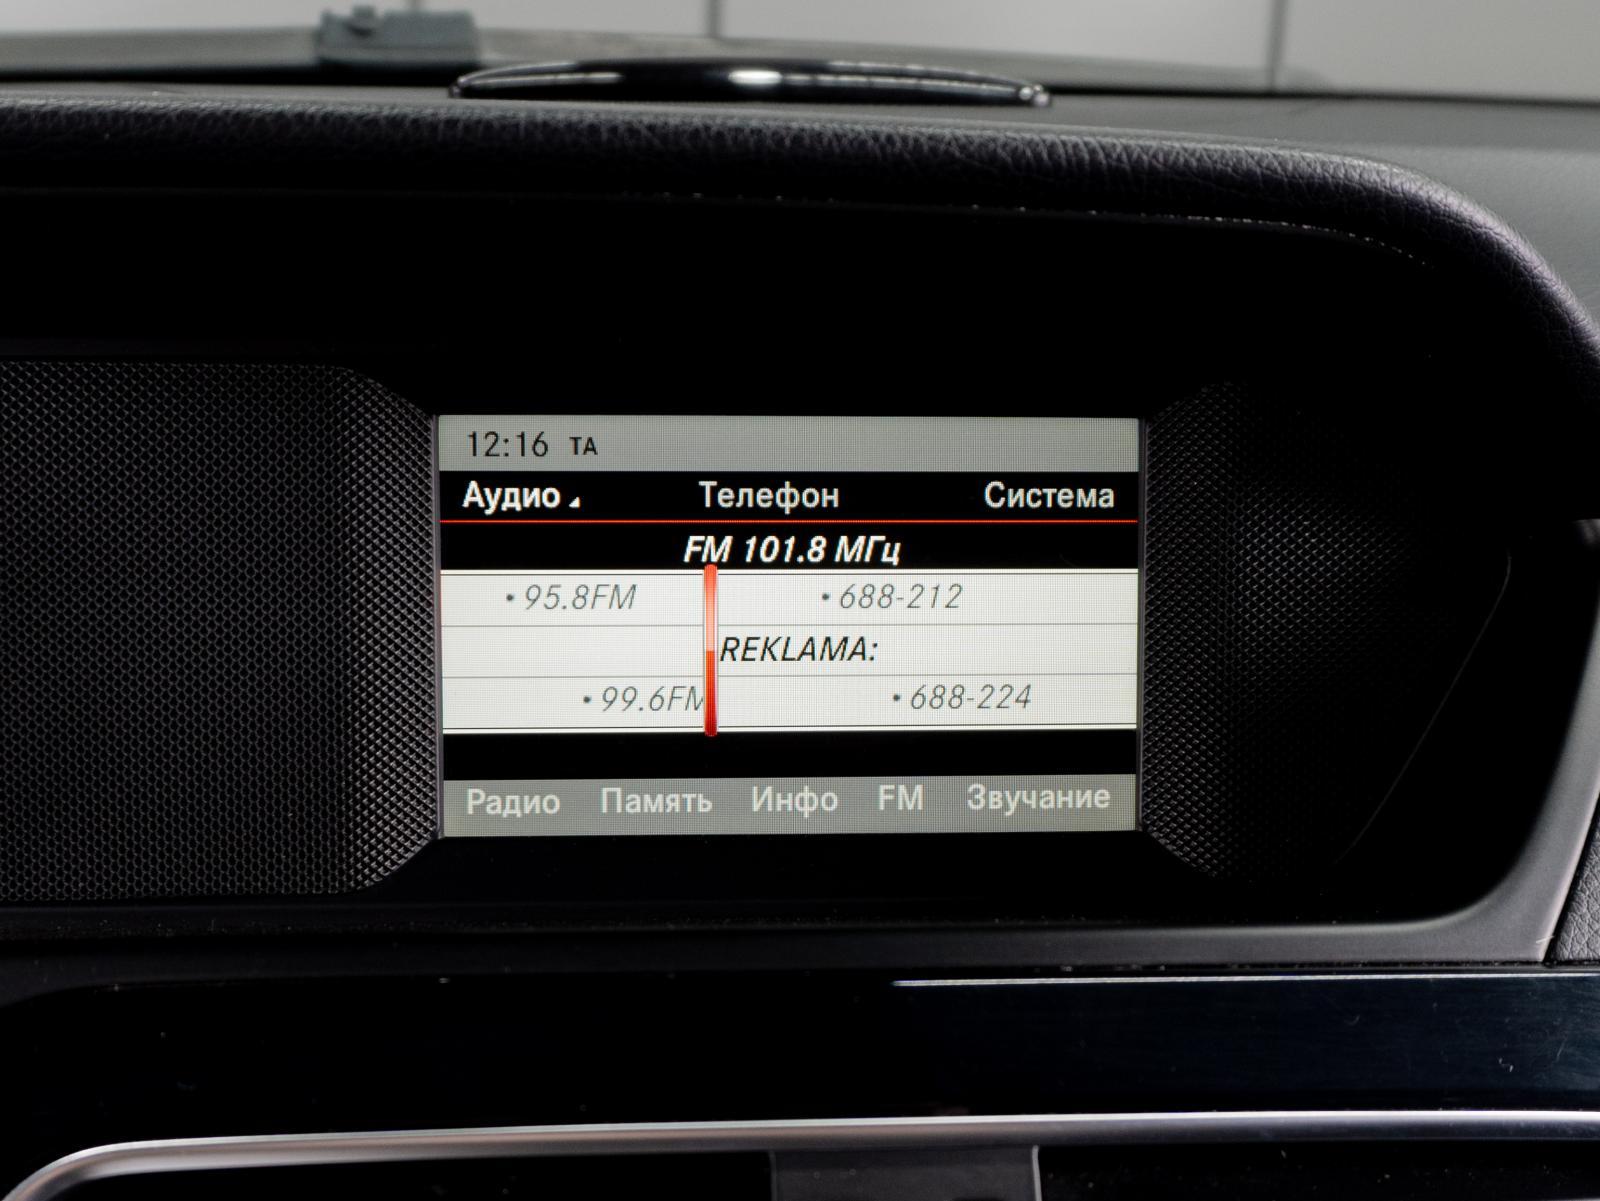 12:16 TA
Аудио Телефон Система
FM 101.8 МГц
• 95.8FM • 688-212
REKLAMA:
• 99.6FM • 688-224
Радио Память Инфо FM Звучание